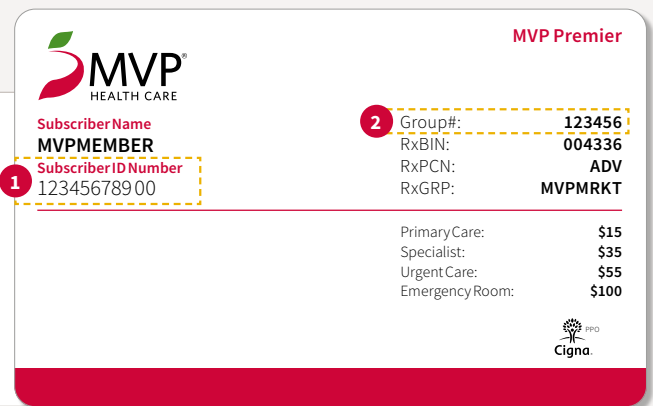 MVP Premier
MVP®
HEALTH CARE
Subscriber Name
MVPMEMBER
1 Subscriber ID Number
12345678900
2 Group#: 123456
RxBIN: 004336
RxPCN: ADV
RxGRP: MVPMRKT
Primary Care: $15
Specialist: $35
Urgent Care: $55
Emergency Room: $100
PPO
Cigna.